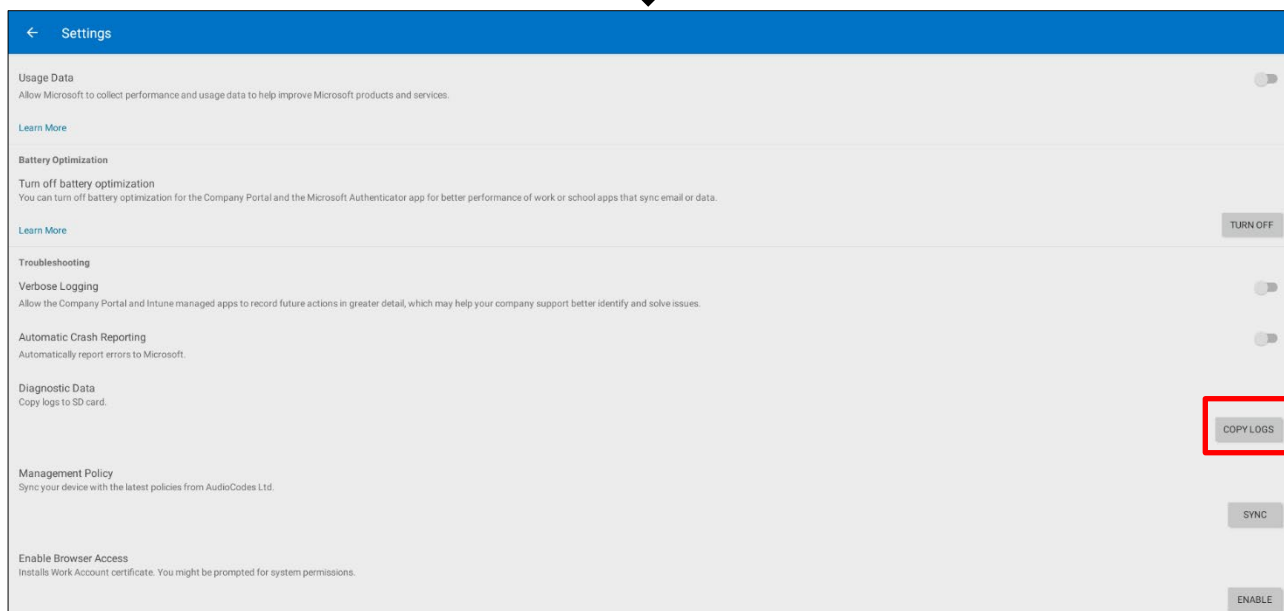 Settings
Usage Data
Allow Microsoft to collect performance and usage data to help improve Microsoft products and services.
Learn More
Battery Optimization
Turn off battery optimization
You can turn off battery optimization for the Company Portal and the Microsoft Authenticator app for better performance of work or school apps that sync email or data.
Learn More
TURN OFF
Troubleshooting
Verbose Logging
Allow the Company Portal and Intune managed apps to record future actions in greater detail, which may help your company support better identify and solve issues.
Automatic Crash Reporting
Automatically report errors to Microsoft.
Diagnostic Data
Copy logs to SD card.
COPY LOGS
Management Policy
Sync your device with the latest policies from AudioCodes Ltd.
SYNC
Enable Browser Access
Installs Work Account certificate. You might be prompted for system permissions.
ENABLE